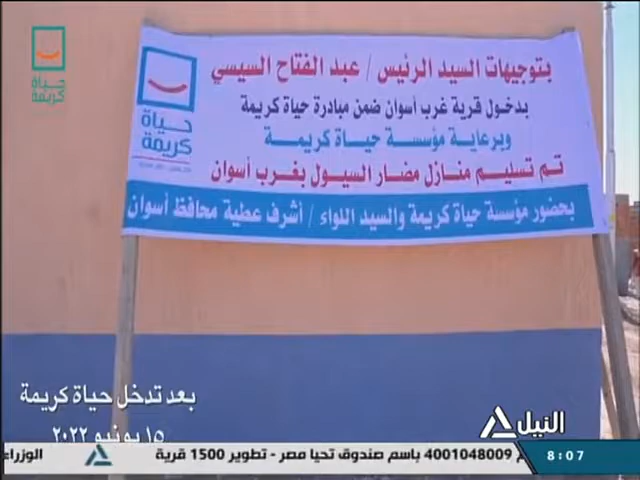 حياة
كريمة
حياة
كريمة
بتوجيهات السيد الرئيس / عبد الفتاح السيسي
بدخول قرية غرب أسوان ضمن مبادرة حياة كريمة
وبرعاية مؤسسة حياة كريمة
تم تسليم منازل مضار السيول بغرب أسوان
بحضور مؤسسة حياة كريمة والسيد اللواء / أشرف عطية محافظ أسوان
بعد تدخل حياة كريمة
١٥ يونيو ٢٠٢٢
النيل
4001048009 باسم صندوق تحيا مصر - تطوير 1500 قرية
الوزراء
8:07